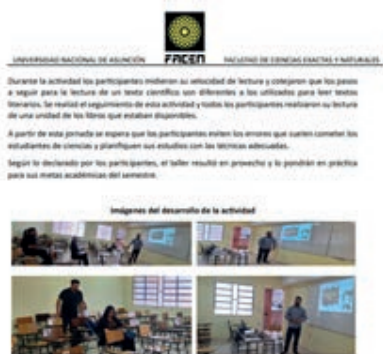 UNIVERSIDAD NACIONAL DE ASUNCIÓN
FACEN
FACULTAD DE CIENCIAS EXACTAS Y NATURALES
Durante la actividad los participantes midieron su velocidad de lectura y cotejaron que los pasos
a seguir para la lectura de un texto científico son diferentes a los utilizados para leer textos
literarios. Se realizó el seguimiento de esta actividad y todos los participantes realizaron su lectura
de una unidad de los libros que estaban disponibles.
A partir de esta jornada se espera que los participantes eviten los errores que suelen cometer los
estudiantes de ciencias y planifiquen sus estudios con las técnicas adecuadas.
Según lo declarado por los participantes, el taller resultó en provecho y lo pondrán en práctica
para sus metas académicas del semestre.
Imágenes del desarrollo de la actividad